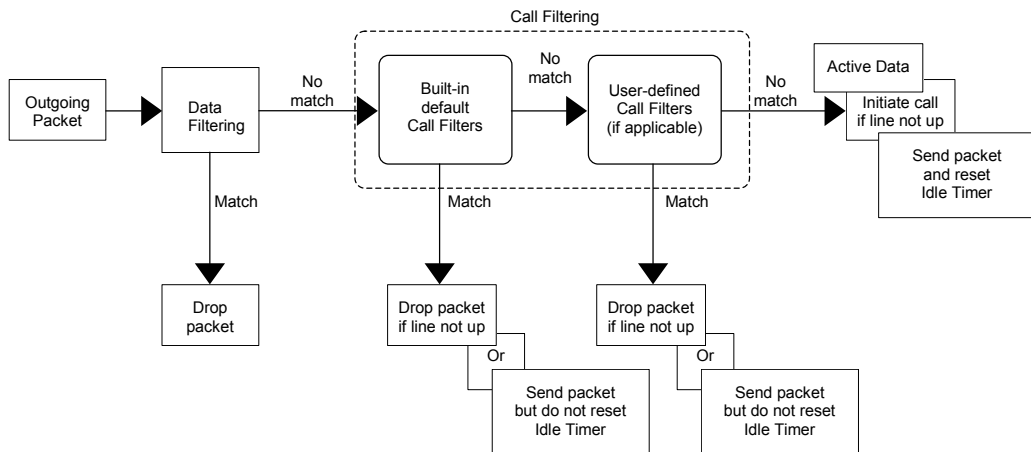 Call Filtering
Outgoing
Packet
Data
Filtering
No
match
Built-in
default
Call Filters
No
match
User-defined
Call Filters
(if applicable)
No
match
Active Data
Initiate call
if line not up
Send packet
and reset
Idle Timer
Match
Match
Match
Drop
packet
Drop packet
if line not up
Or
Send packet
but do not reset
Idle Timer
Drop packet
if line not up
Or
Send packet
but do not reset
Idle Timer